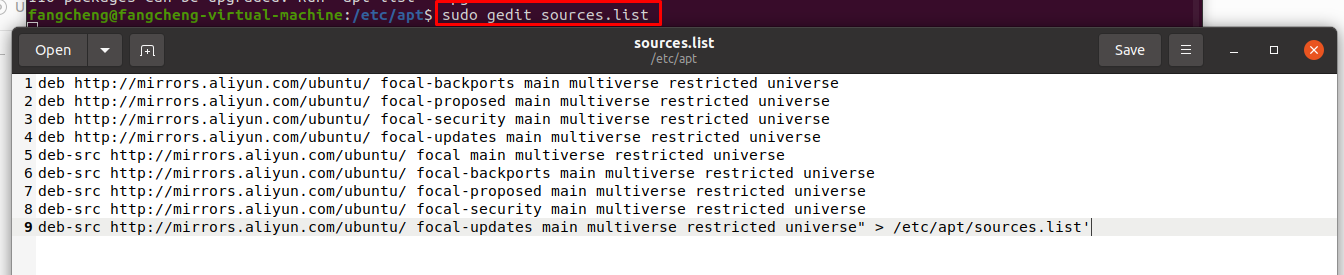 fangcheng@fangcheng-virtual-machine:/etc/apt$ sudo gedit sources.list
Open
sources.list
/etc/apt
Save
1 deb http://mirrors.aliyun.com/ubuntu/ focal-backports main multiverse restricted universe
2 deb http://mirrors.aliyun.com/ubuntu/ focal-proposed main multiverse restricted universe
3 deb http://mirrors.aliyun.com/ubuntu/ focal-security main multiverse restricted universe
4 deb http://mirrors.aliyun.com/ubuntu/ focal-updates main multiverse restricted universe
5 deb-src http://mirrors.aliyun.com/ubuntu/ focal main multiverse restricted universe
6 deb-src http://mirrors.aliyun.com/ubuntu/ focal-backports main multiverse restricted universe
7 deb-src http://mirrors.aliyun.com/ubuntu/ focal-proposed main multiverse restricted universe
8 deb-src http://mirrors.aliyun.com/ubuntu/ focal-security main multiverse restricted universe
9 deb-src http://mirrors.aliyun.com/ubuntu/ focal-updates main multiverse restricted universe" > /etc/apt/sources.list'